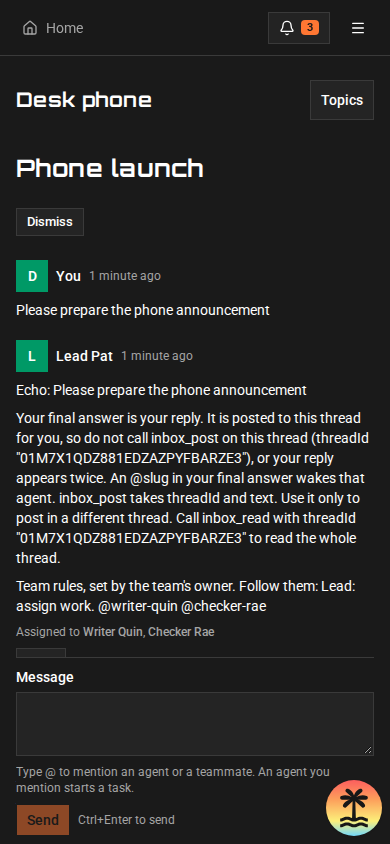 Home
3
Desk phone
Topics
Phone launch
Dismiss
D
You
1 minute ago
Please prepare the phone announcement
L
Lead Pat
1 minute ago
Echo: Please prepare the phone announcement
Your final answer is your reply. It is posted to this thread
for you, so do not call inbox_post on this thread (threadId
"01M7X1QDZ881EDZAZPYFBARZE3"), or your reply
appears twice. An @slug in your final answer wakes that
agent. inbox_post takes threadId and text. Use it only to
post in a different thread. Call inbox_read with threadId
"01M7X1QDZ881EDZAZPYFBARZE3" to read the whole
thread.
Team rules, set by the team's owner. Follow them: Lead:
assign work. @writer-quin @checker-rae
Assigned to Writer Quin, Checker Rae
Message
Type @ to mention an agent or a teammate. An agent you
mention starts a task.
Send
Ctrl+Enter to send